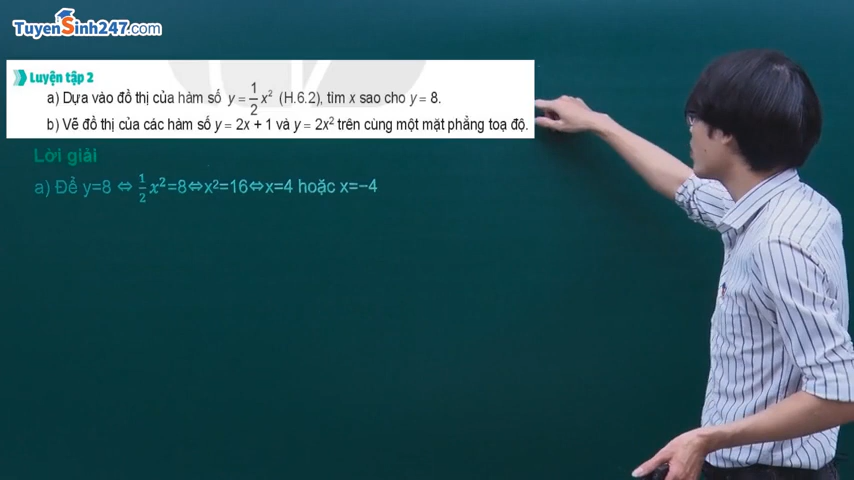 TuyenSinh247.com
Luyện tập 2
a) Dựa vào đồ thị của hàm số y = 1/2 x² (H.6.2), tìm x sao cho y = 8.
b) Vẽ đồ thị của các hàm số y = 2x + 1 và y = 2x² trên cùng một mặt phẳng toạ độ.
Lời giải
a) Để y=8 ⇔ 1/2 x²=8⇔x²=16⇔x=4 hoặc x=−4